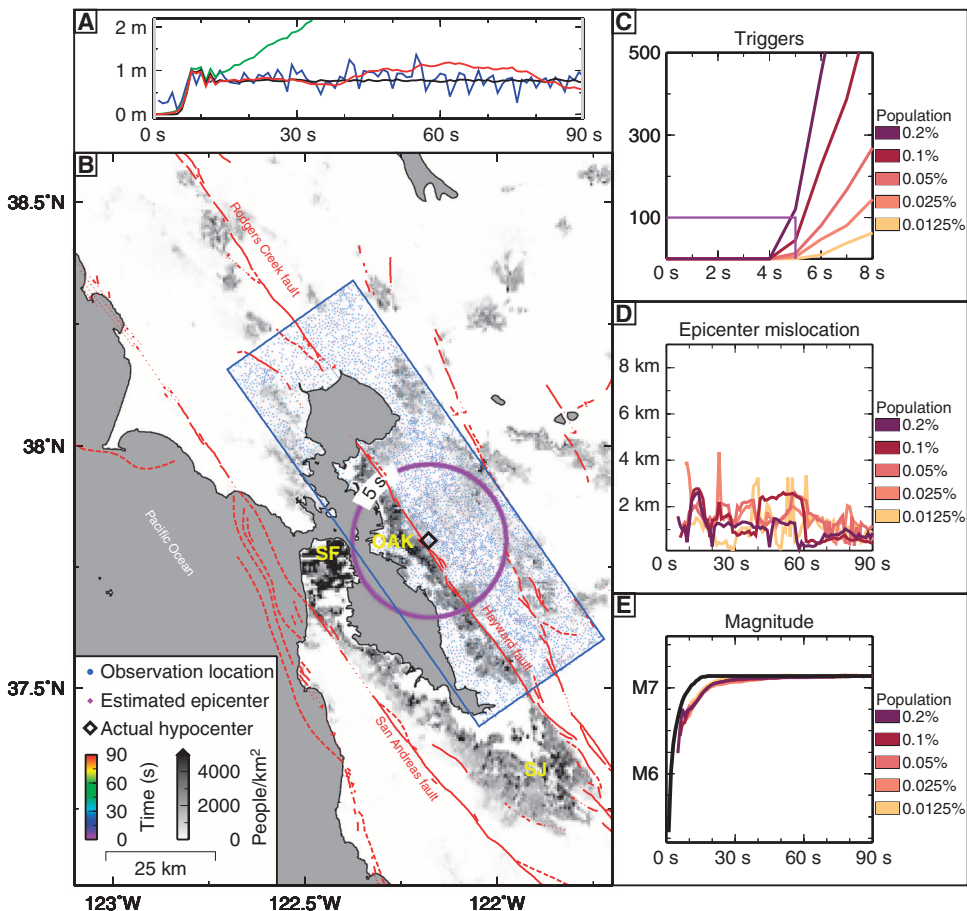 A
2 m
1 m
0 m
0 s
30 s
60 s
90 s
B
38.5°N
38°N
37.5°N
123°W
122.5°W
122°W
Rodgers Creek fault
Pacific Ocean
5 s
OAK
SF
Hayward fault
San Andreas fault
SJ
Observation location
Estimated epicenter
Actual hypocenter
90
60
30
0
Time (s)
4000
2000
0
People/km²
25 km
C
Triggers
500
300
100
0 s
2 s
4 s
6 s
8 s
Population
0.2%
0.1%
0.05%
0.025%
0.0125%
D
Epicenter mislocation
8 km
6 km
4 km
2 km
0 s
30 s
60 s
90 s
Population
0.2%
0.1%
0.05%
0.025%
0.0125%
E
Magnitude
M7
M6
0 s
30 s
60 s
90 s
Population
0.2%
0.1%
0.05%
0.025%
0.0125%